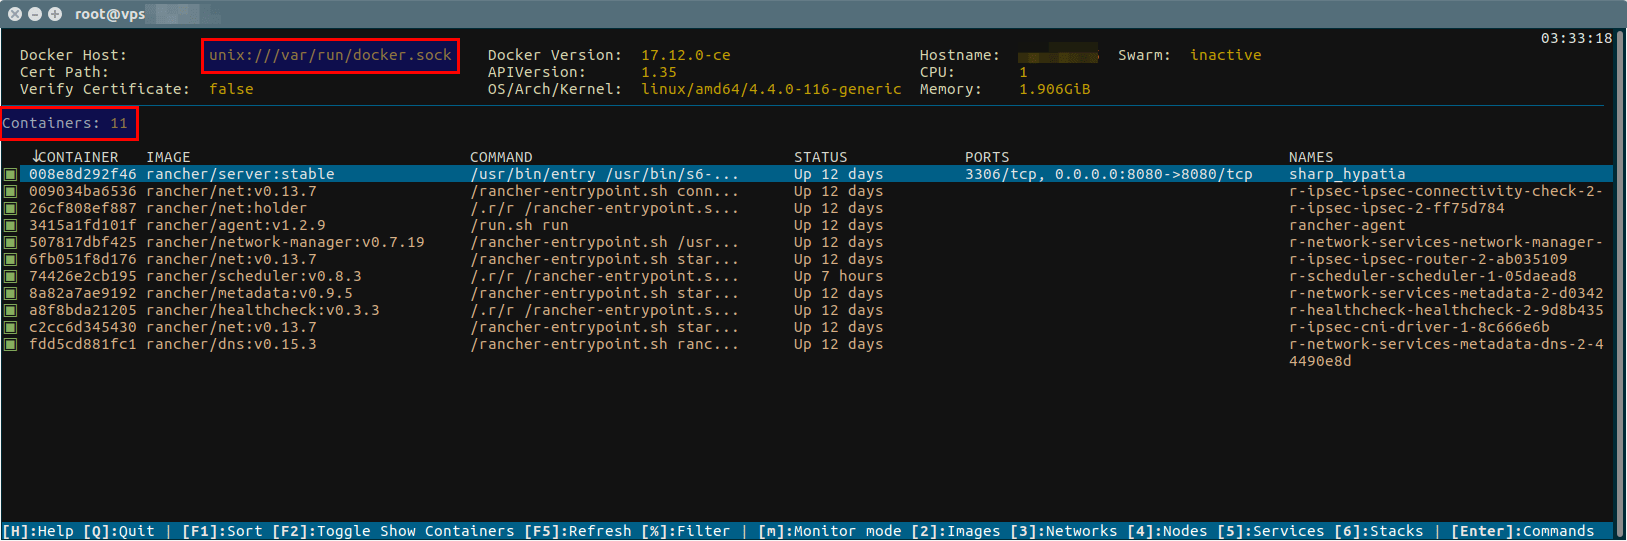 root@vps
03:33:18
Docker Host: unix:///var/run/docker.sock Docker Version: 17.12.0-ce Hostname: Swarm: inactive
Cert Path: APIVersion: 1.35 CPU: 1
Verify Certificate: false OS/Arch/Kernel: linux/amd64/4.4.0-116-generic Memory: 1.906GiB
Containers: 11
↓CONTAINER IMAGE COMMAND STATUS PORTS NAMES
008e8d292f46 rancher/server:stable /usr/bin/entry /usr/bin/s6-... Up 12 days 3306/tcp, 0.0.0.0:8080->8080/tcp sharp_hypatia
009034ba6536 rancher/net:v0.13.7 /rancher-entrypoint.sh conn... Up 12 days r-ipsec-ipsec-connectivity-check-2-
26cf808ef887 rancher/net:holder /.r/r /rancher-entrypoint.s... Up 12 days r-ipsec-ipsec-2-ff75d784
3415a1fd101f rancher/agent:v1.2.9 /run.sh run Up 12 days rancher-agent
507817dbf425 rancher/network-manager:v0.7.19 /rancher-entrypoint.sh /usr... Up 12 days r-network-services-network-manager-
6fb051f8d176 rancher/net:v0.13.7 /rancher-entrypoint.sh star... Up 12 days r-ipsec-ipsec-router-2-ab035109
74426e2cb195 rancher/scheduler:v0.8.3 /.r/r /rancher-entrypoint.s... Up 7 hours r-scheduler-scheduler-1-05daead8
8a82a7ae9192 rancher/metadata:v0.9.5 /rancher-entrypoint.sh star... Up 12 days r-network-services-metadata-2-d0342
a8f8bda21205 rancher/healthcheck:v0.3.3 /.r/r /rancher-entrypoint.s... Up 12 days r-healthcheck-healthcheck-2-9d8b435
c2cc6d345430 rancher/net:v0.13.7 /rancher-entrypoint.sh star... Up 12 days r-ipsec-cni-driver-1-8c666e6b
fdd5cd881fc1 rancher/dns:v0.15.3 /rancher-entrypoint.sh ranc... Up 12 days r-network-services-metadata-dns-2-4
4490e8d
[H]:Help [Q]:Quit | [F1]:Sort [F2]:Toggle Show Containers [F5]:Refresh [%]:Filter | [m]:Monitor mode [2]:Images [3]:Networks [4]:Nodes [5]:Services [6]:Stacks | [Enter]:Commands